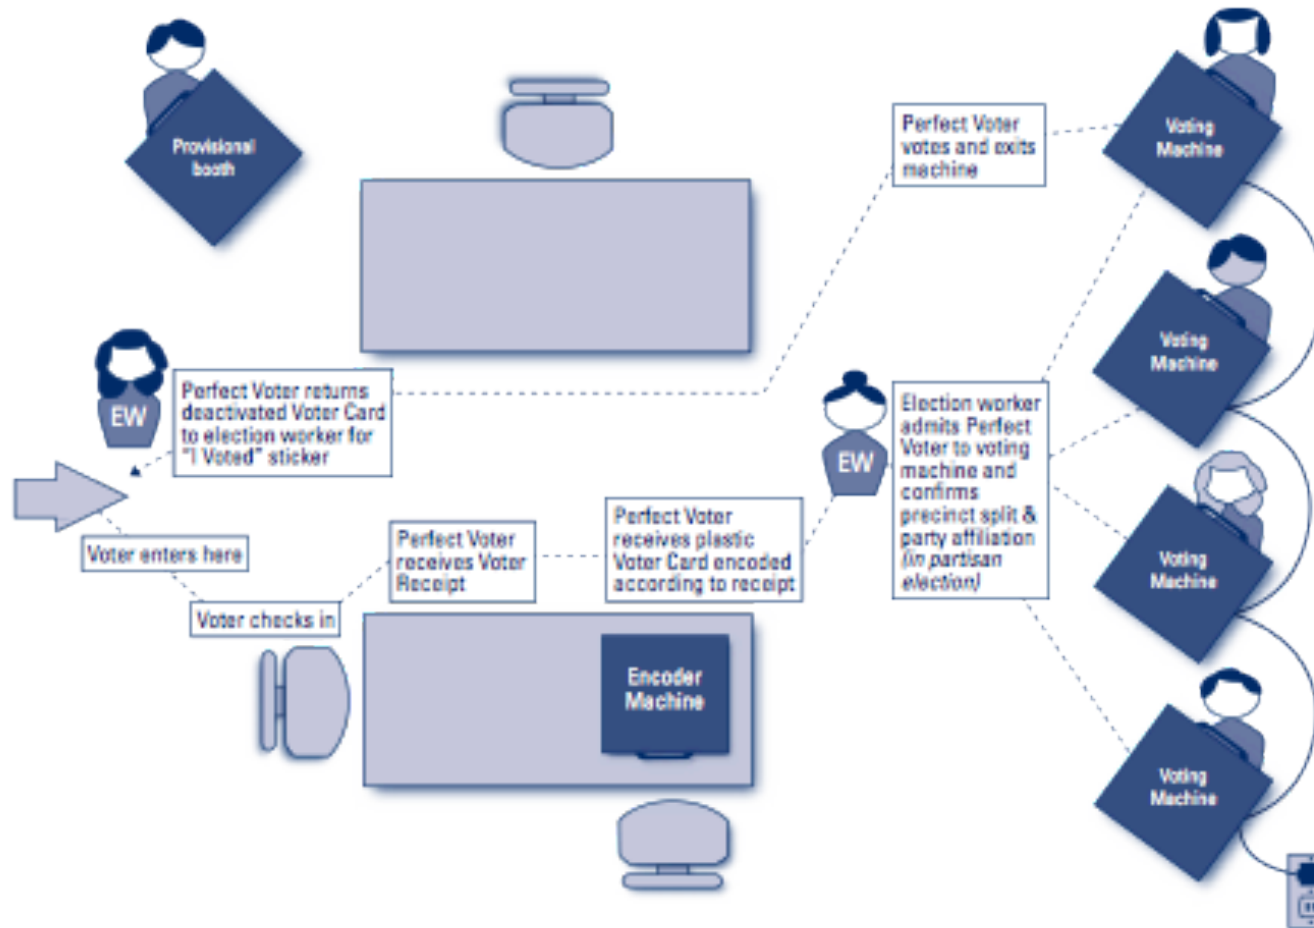 Provisional
booth
Perfect Voter
votes and exits
machine
Voting
Machine
Voting
Machine
EW
Perfect Voter returns
deactivated Voter Card
to election worker for
"I Voted" sticker
EW
Election worker
admits Perfect
Voter to voting
machine and
confirms
precinct split &
party affiliation
(in partisan
election)
Voting
Machine
Voter enters here
Perfect Voter
receives Voter
Receipt
Perfect Voter
receives plastic
Voter Card encoded
according to receipt
Voter checks in
Encoder
Machine
Voting
Machine